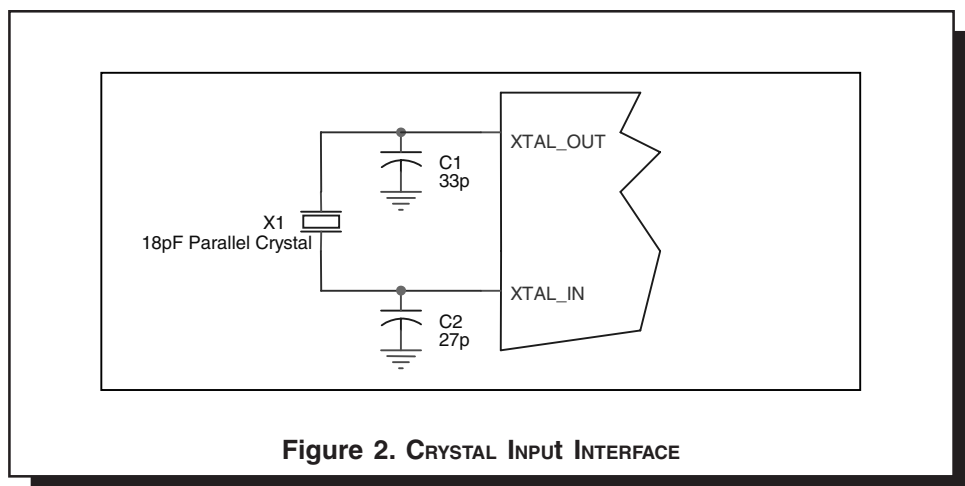 XTAL_OUT
C1
33p
X1
18pF Parallel Crystal
XTAL_IN
C2
27p
Figure 2. CRYSTAL INPUt INTERFACE